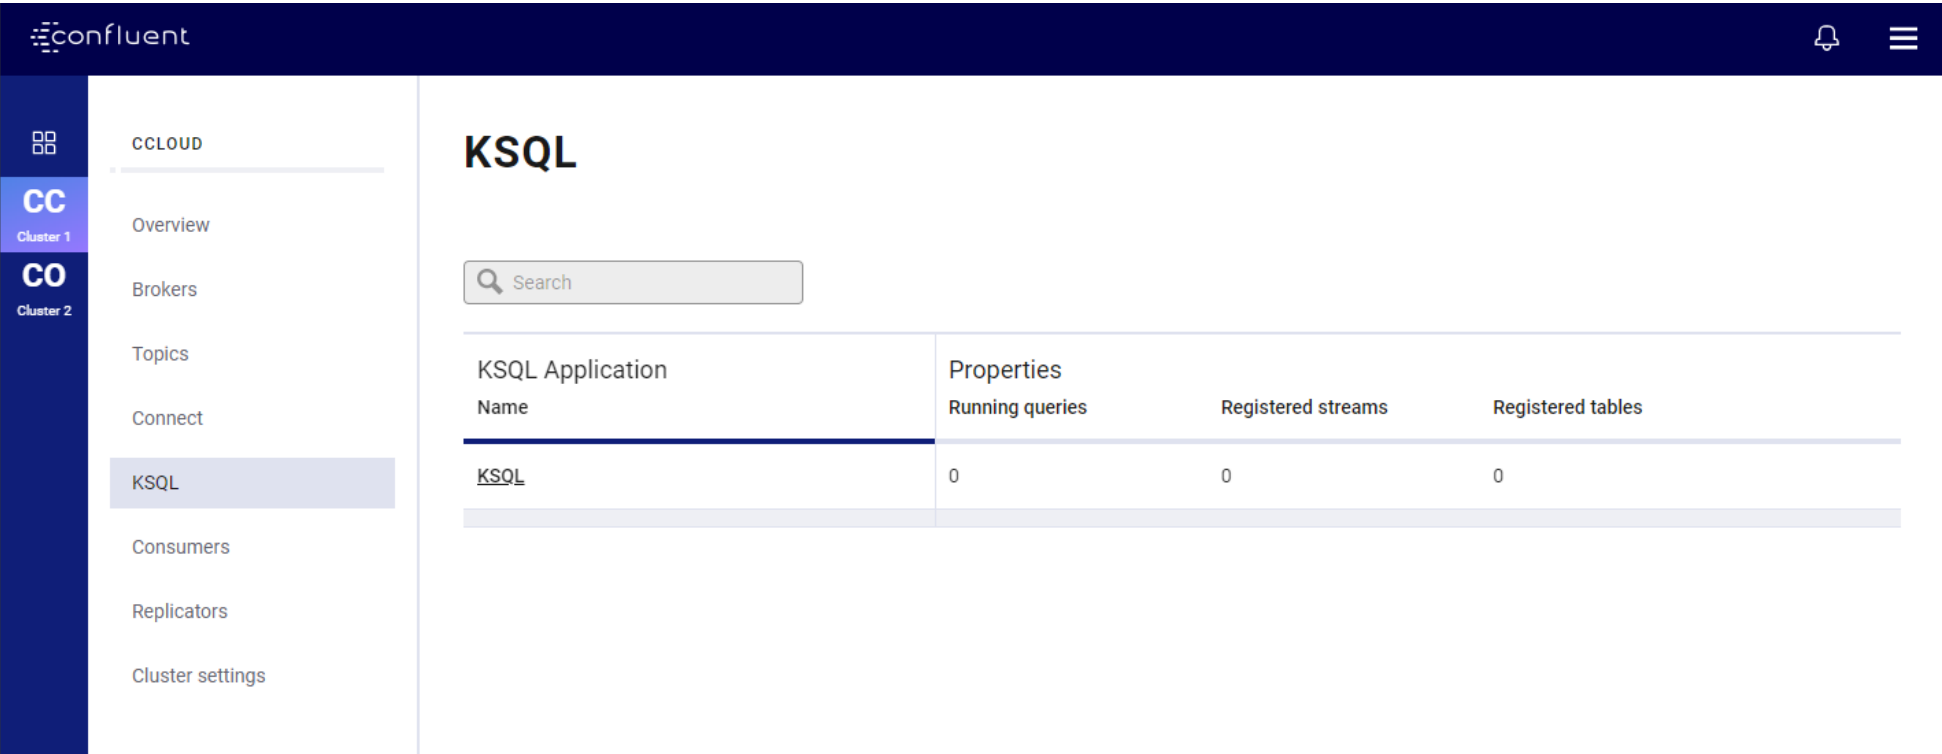 confluent
CC
Cluster 1
CO
Cluster 2
CCLOUD
Overview
Brokers
Topics
Connect
KSQL
Consumers
Replicators
Cluster settings
KSQL
Search
KSQL Application
Properties
Name
Running queries
Registered streams
Registered tables
KSQL
0
0
0